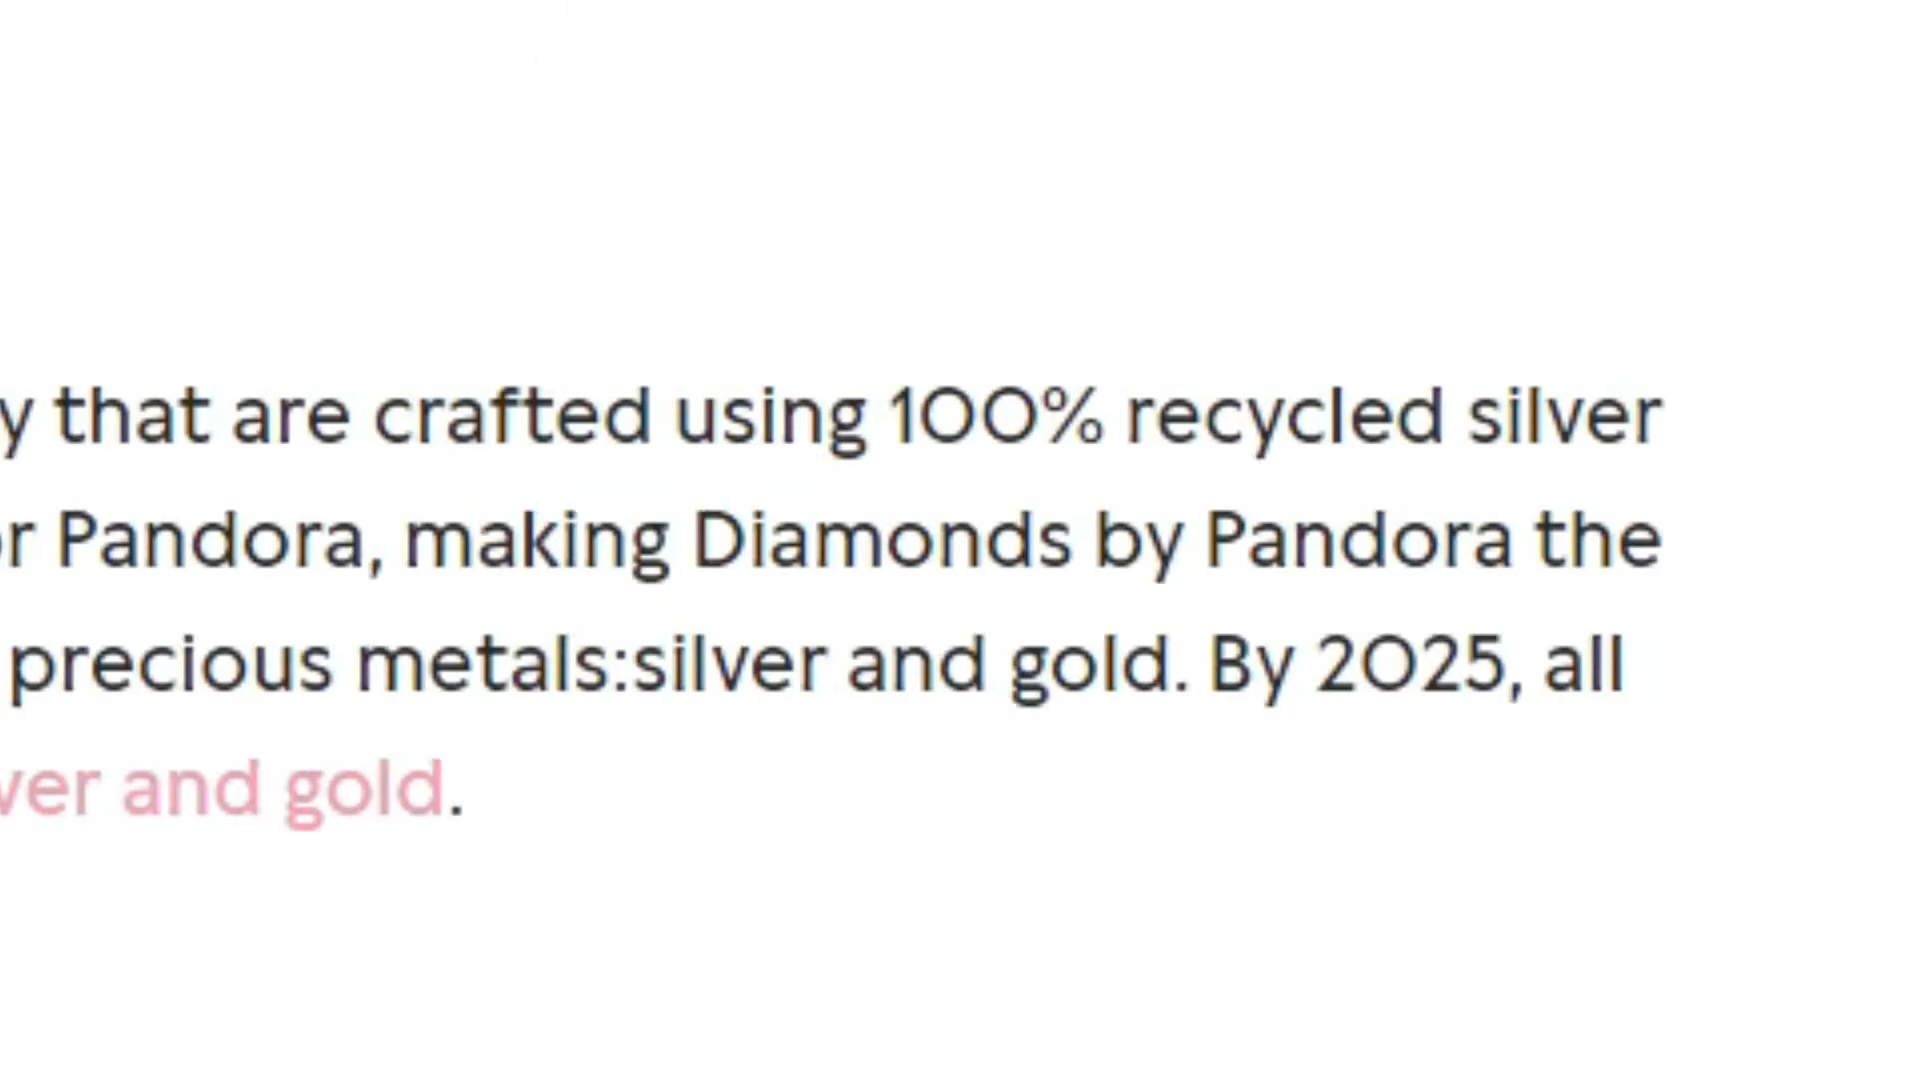 that are crafted using 100% recycled silver
Pandora, making Diamonds by Pandora the
precious metals:silver and gold. By 2025, all
and gold.